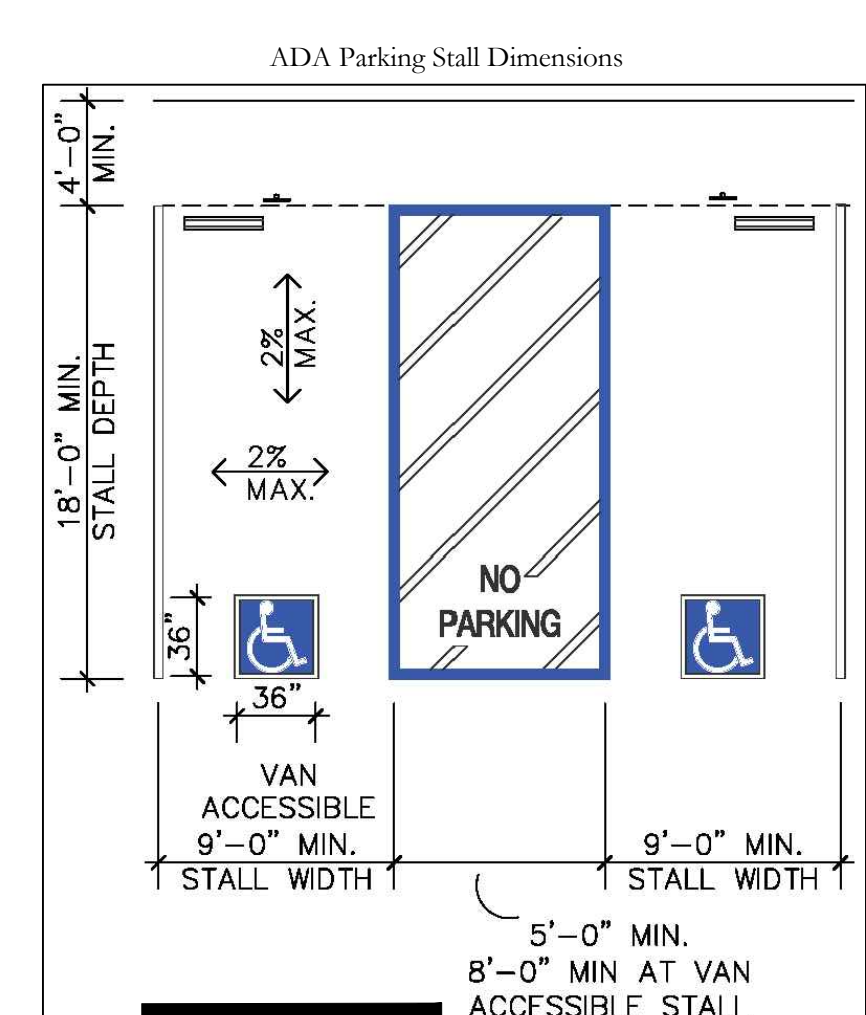 ADA Parking Stall Dimensions
4'-0"
MIN.
18'-0" MIN.
STALL DEPTH
2%
MAX.
2%
MAX.
36"
36"
NO
PARKING
VAN
ACCESSIBLE
9'-0" MIN.
STALL WIDTH
9'-0" MIN.
STALL WIDTH
5'-0" MIN.
8'-0" MIN AT VAN
ACCESSIBLE STALL